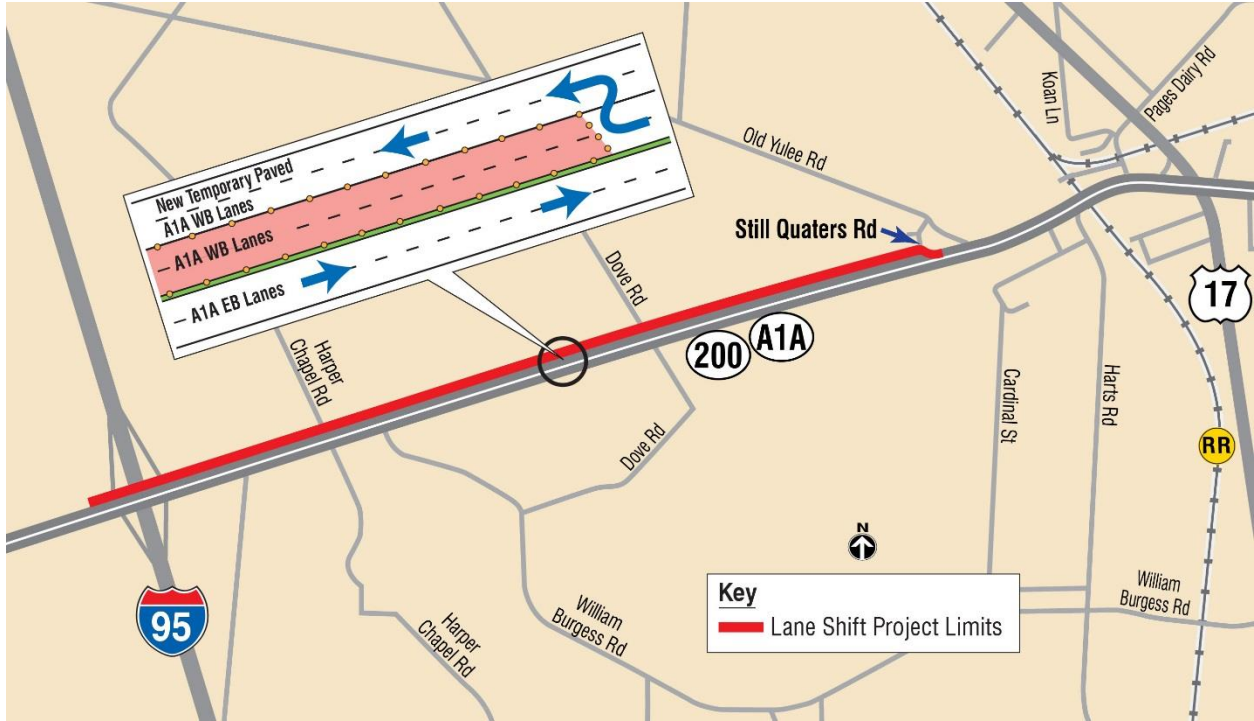 New Temporary Paved
A1A WB Lanes
A1A WB Lanes
A1A EB Lanes
Koan Ln
Pages Dairy Rd
Old Yulee Rd
Still Quaters Rd
Dove Rd
17
200
A1A
Harper
Chapel Rd
Dove Rd
Cardinal St
Harts Rd
RR
N
95
Harper
Chapel Rd
William
Burgess Rd
Key
Lane Shift Project Limits
William
Burgess Rd